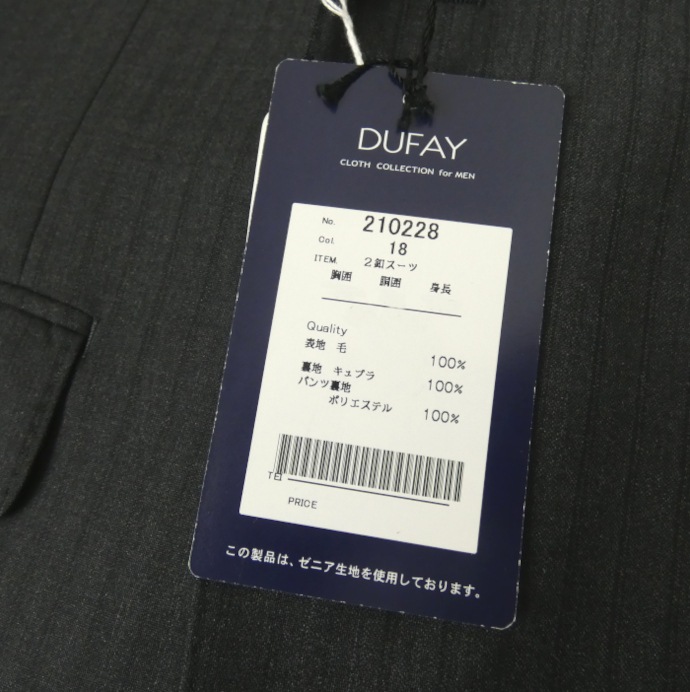 DUFAY
CLOTH COLLECTION for MEN
No. 210228
Col. 18
ITEM. 2釦スーツ
胸囲 胴囲 身長
Quality
表地 毛 100%
裏地 キュプラ 100%
パンツ裏地
ポリエステル 100%
TEL
PRICE
この製品は、ゼニア生地を使用しております。